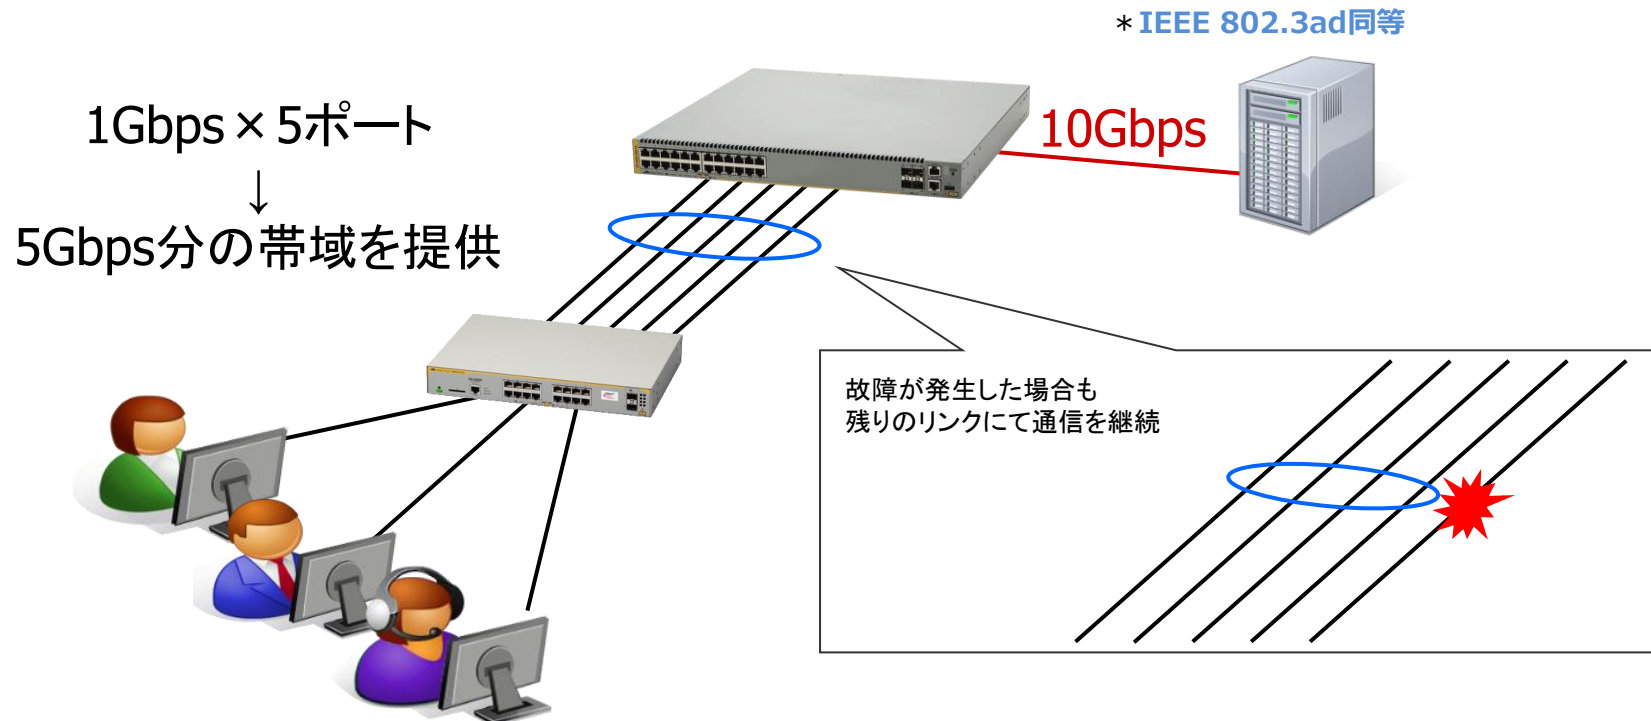 *IEEE 802.3ad同等
1Gbps×5ポート
↓
5Gbps分の帯域を提供
10Gbps
故障が発生した場合も
残りのリンクにて通信を継続